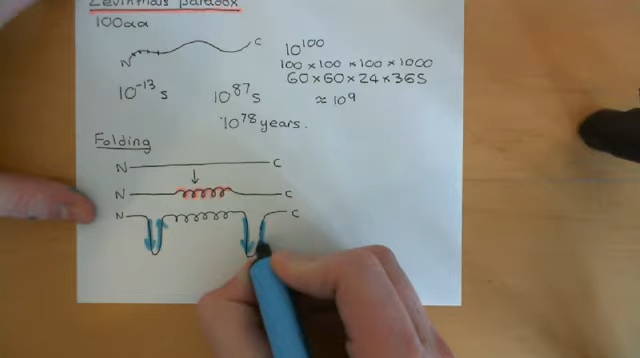 Levinthals paradox
100aa
N C
10^100
100 × 100 × 100 × 1000
60 × 60 × 24 × 365
10^-13 s 10^87 s ≈ 10^9
10^78 years.
Folding
N C
N C
N C